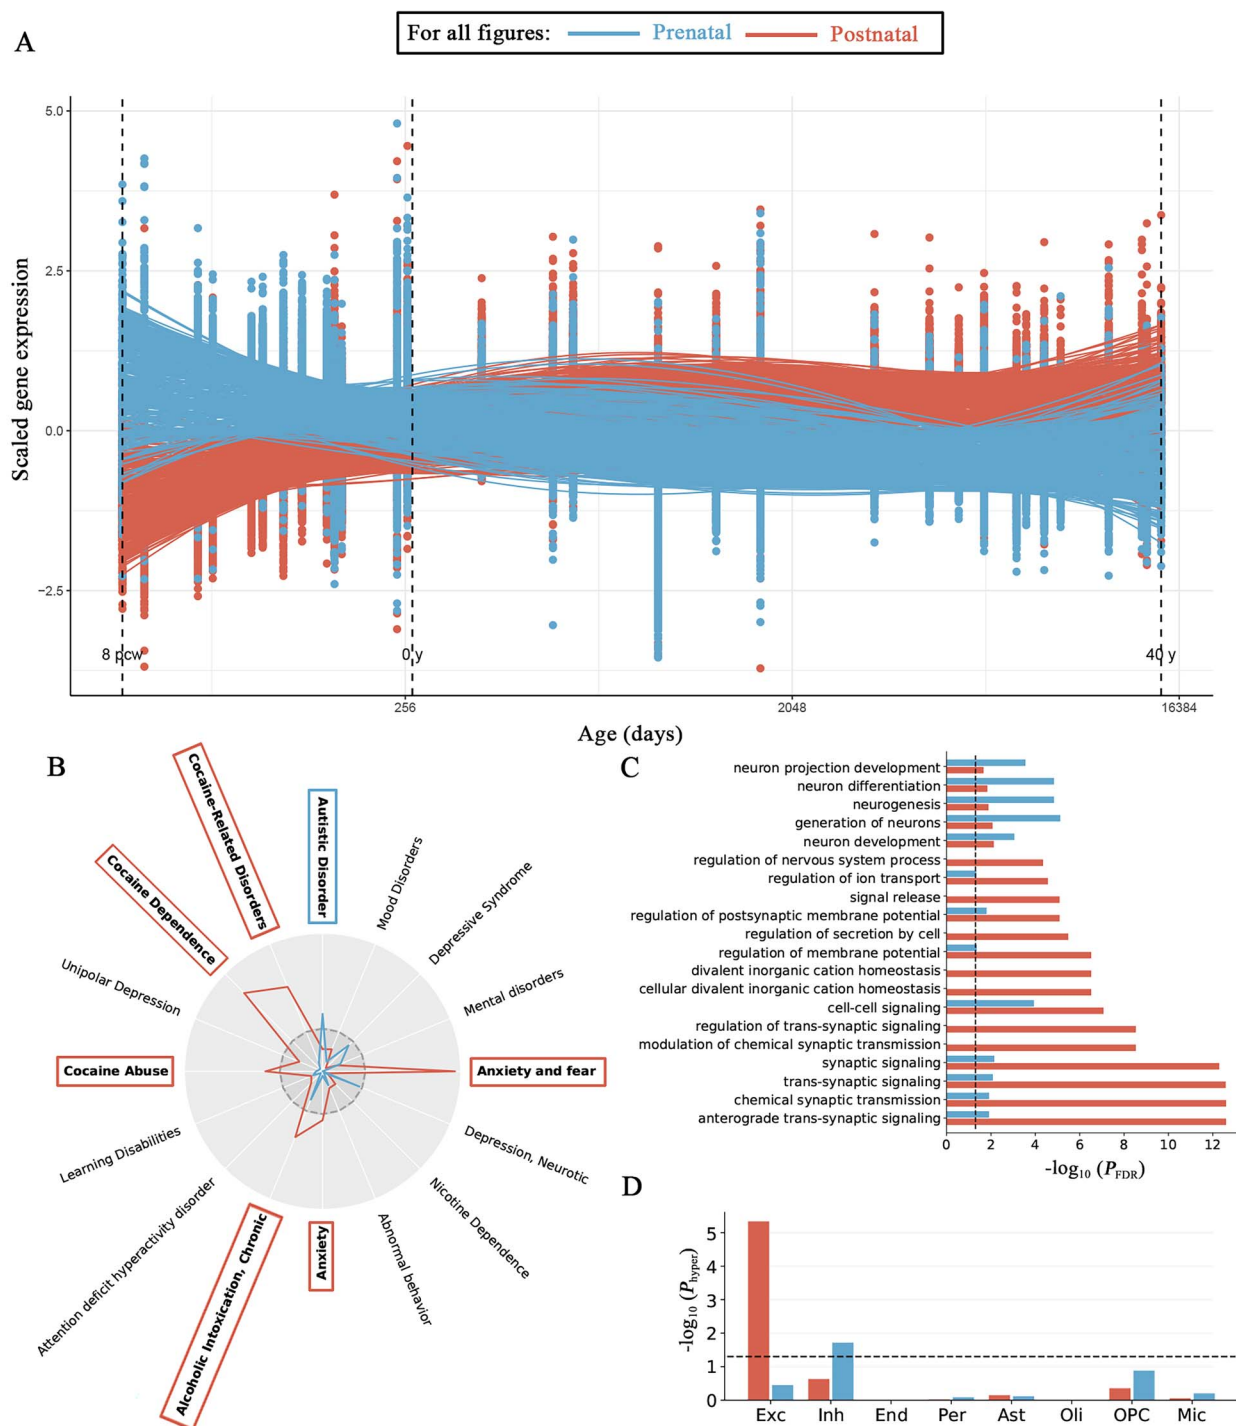 For all figures: Prenatal Postnatal
A
5.0
2.5
0.0
−2.5
Scaled gene expression
8 pcw
0 y
40 y
256
2048
16384
Age (days)
B
Autistic Disorder
Mood Disorders
Depressive Syndrome
Mental disorders
Anxiety and fear
Depression, Neurotic
Nicotine Dependence
Abnormal behavior
Anxiety
Alcoholic Intoxication, Chronic
Attention deficit hyperactivity disorder
Learning Disabilities
Cocaine Abuse
Unipolar Depression
Cocaine Dependence
Cocaine-Related Disorders
C
neuron projection development
neuron differentiation
neurogenesis
generation of neurons
neuron development
regulation of nervous system process
regulation of ion transport
signal release
regulation of postsynaptic membrane potential
regulation of secretion by cell
regulation of membrane potential
divalent inorganic cation homeostasis
cellular divalent inorganic cation homeostasis
cell-cell signaling
regulation of trans-synaptic signaling
modulation of chemical synaptic transmission
synaptic signaling
trans-synaptic signaling
chemical synaptic transmission
anterograde trans-synaptic signaling
0 2 4 6 8 10 12
-log₁₀ (P_FDR)
D
5
4
3
2
1
0
-log₁₀ (P_hyper)
Exc Inh End Per Ast Oli OPC Mic